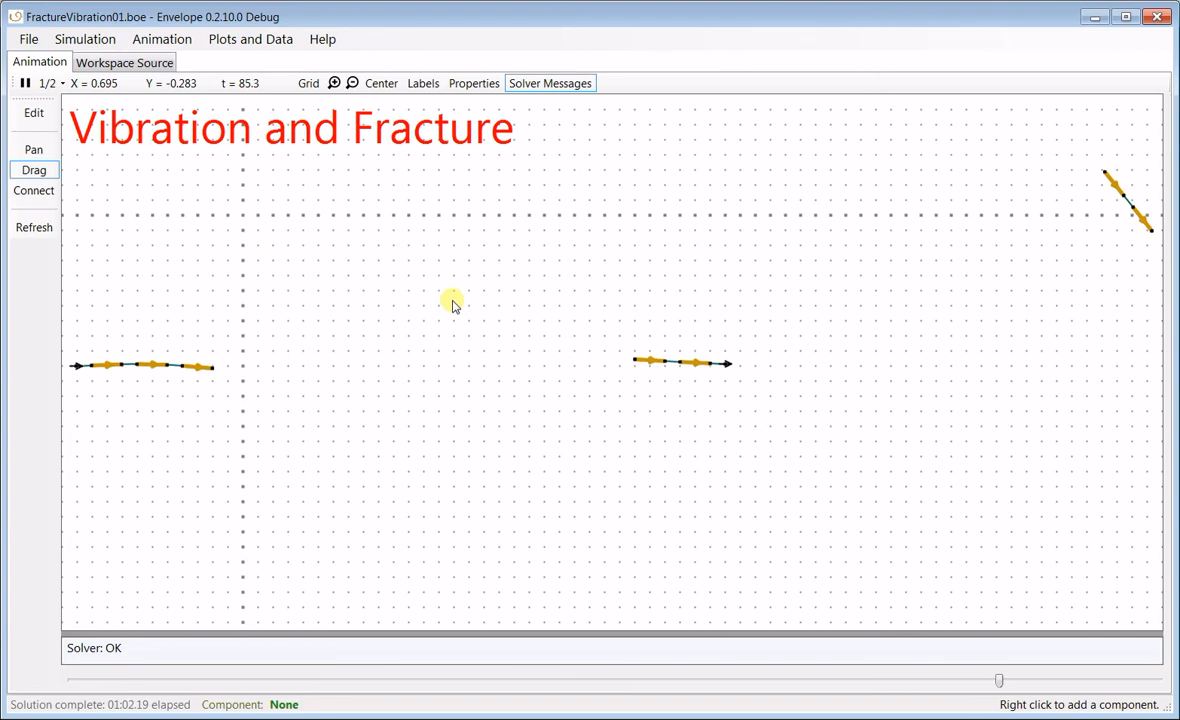 FractureVibration01.boe - Envelope 0.2.10.0 Debug
File Simulation Animation Plots and Data Help
Animation Workspace Source
1/2 X = 0.695 Y = -0.283 t = 85.3 Grid Center Labels Properties Solver Messages
Edit
Pan
Drag
Connect
Refresh
Vibration and Fracture
Solver: OK
Solution complete: 01:02.19 elapsed Component: None Right click to add a component.